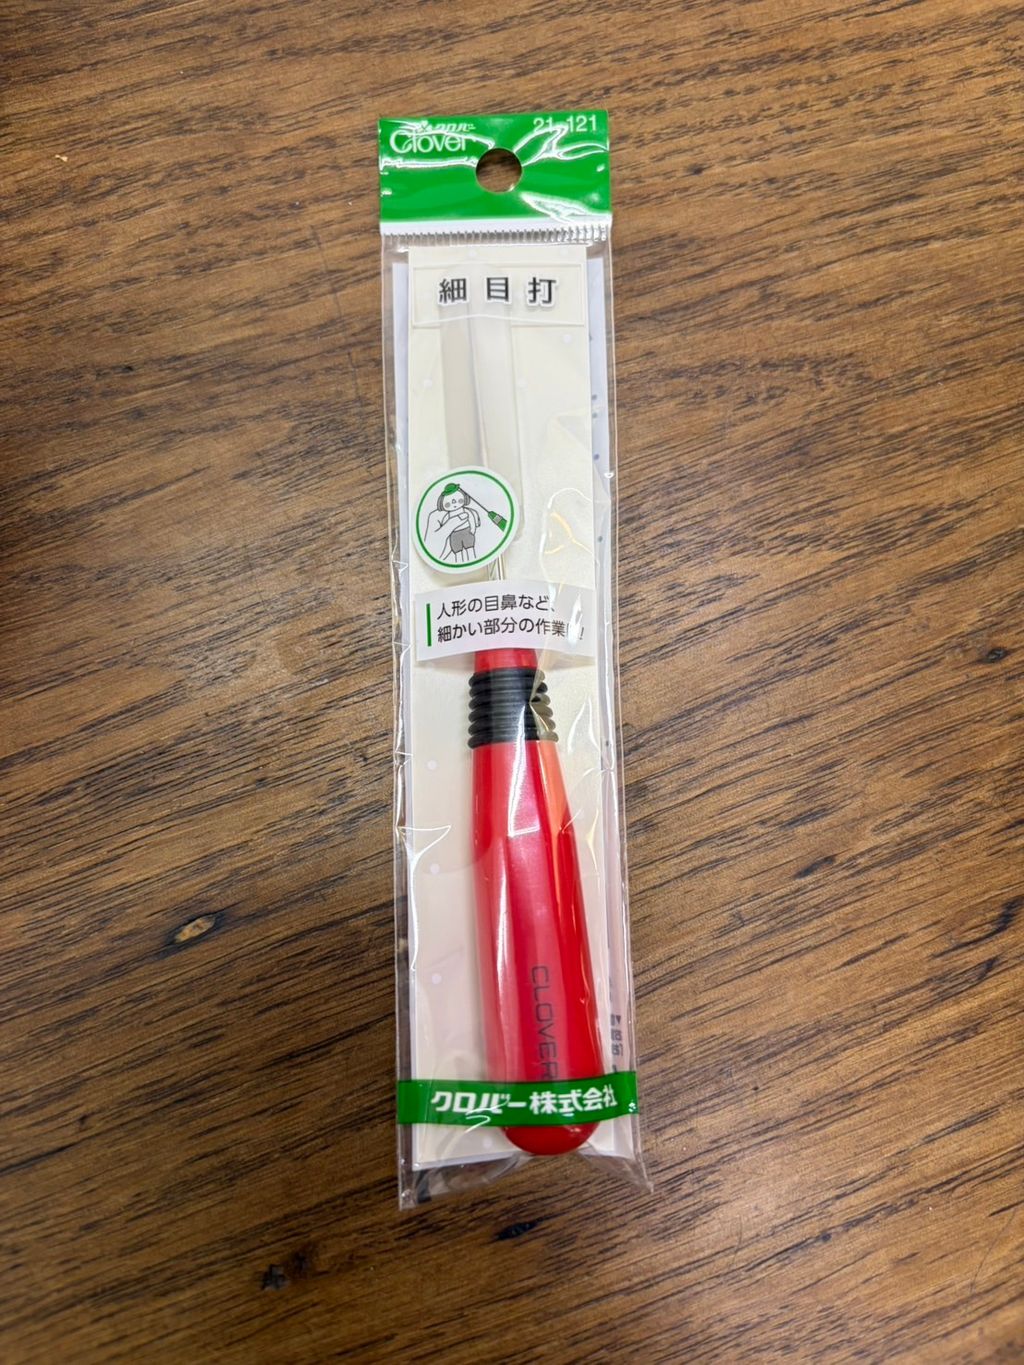 クロバー
Clover
21-121
細目打
人形の目鼻など、
細かい部分の作業に!
CLOVER
クロバー株式会社